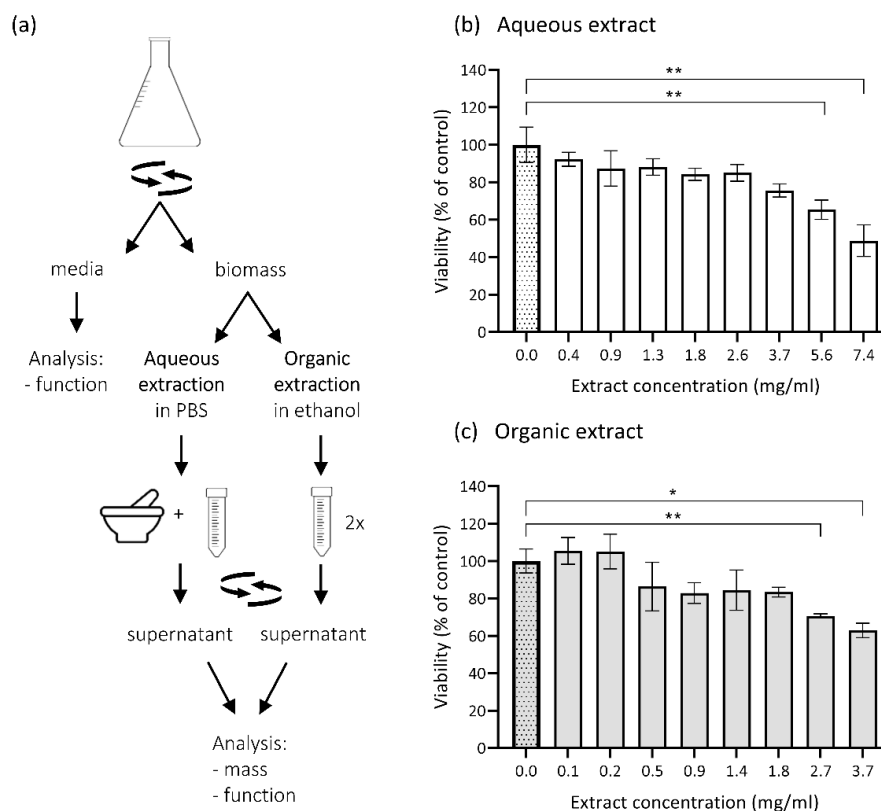 (a)
media
biomass
Analysis:
- function
Aqueous
extraction
in PBS
Organic
extraction
in ethanol
+
2x
supernatant
supernatant
Analysis:
- mass
- function
(b) Aqueous extract
Viability (% of control)
140
120
100
80
60
40
20
0
**
**
0.0 0.4 0.9 1.3 1.8 2.6 3.7 5.6 7.4
Extract concentration (mg/ml)
(c) Organic extract
Viability (% of control)
140
120
100
80
60
40
20
0
*
**
0.0 0.1 0.2 0.5 0.9 1.4 1.8 2.7 3.7
Extract concentration (mg/ml)